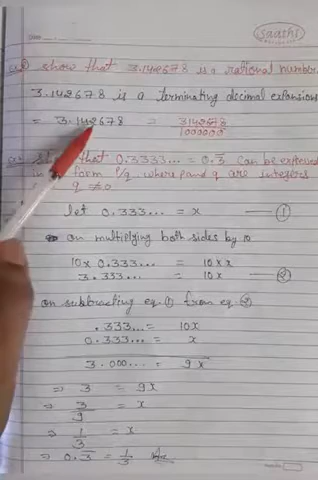 Saathi
show that 3.142678 is a rational number
3.142678 is a terminating decimal expansions
= 3.142678 = 3142678/1000000
show that 0.3333... = 0.3̅ can be expressed
in form p/q where p and q are integers
q ≠ 0
let 0.333... = x — ①
on multiplying both sides by 10
10 x 0.333... = 10 x x
3.333... = 10x — ②
on subtracting eq. ① from eq. ②
.333... = 10x
0.333... = x
3.000... = 9x
⇒ 3 = 9x
⇒ 3/9 = x
⇒ 1/3 = x
⇒ 0.3̅ = 1/3 Ans